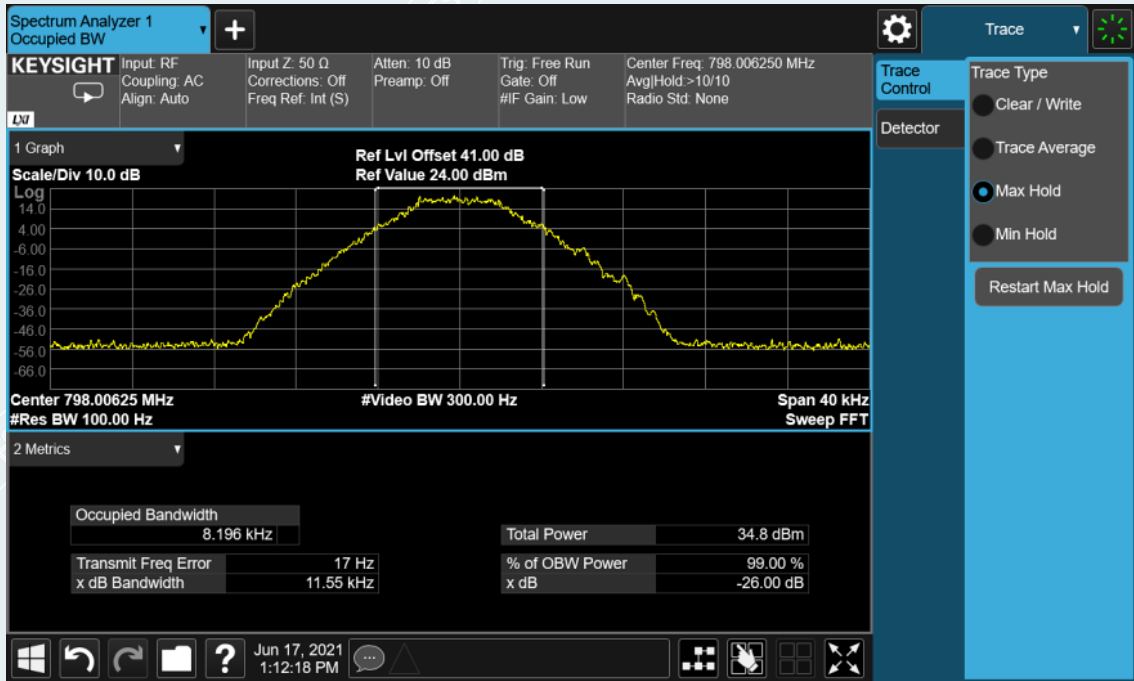 Spectrum Analyzer 1
Occupied BW
Trace
KEYSIGHT
LXI
Input: RF
Coupling: AC
Align: Auto
Input Z: 50 Ω
Corrections: Off
Freq Ref: Int (S)
Atten: 10 dB
Preamp: Off
Trig: Free Run
Gate: Off
#IF Gain: Low
Center Freq: 798.006250 MHz
Avg|Hold:>10/10
Radio Std: None
Trace
Control
Detector
Trace Type
Clear / Write
Trace Average
Max Hold
Min Hold
Restart Max Hold
1 Graph
Scale/Div 10.0 dB
Ref Lvl Offset 41.00 dB
Ref Value 24.00 dBm
Log
14.0
4.00
-6.00
-16.0
-26.0
-36.0
-46.0
-56.0
-66.0
Center 798.00625 MHz
#Video BW 300.00 Hz
Span 40 kHz
#Res BW 100.00 Hz
Sweep FFT
2 Metrics
Occupied Bandwidth
8.196 kHz
Total Power 34.8 dBm
Transmit Freq Error 17 Hz
% of OBW Power 99.00 %
x dB Bandwidth 11.55 kHz
x dB -26.00 dB
?
Jun 17, 2021
1:12:18 PM